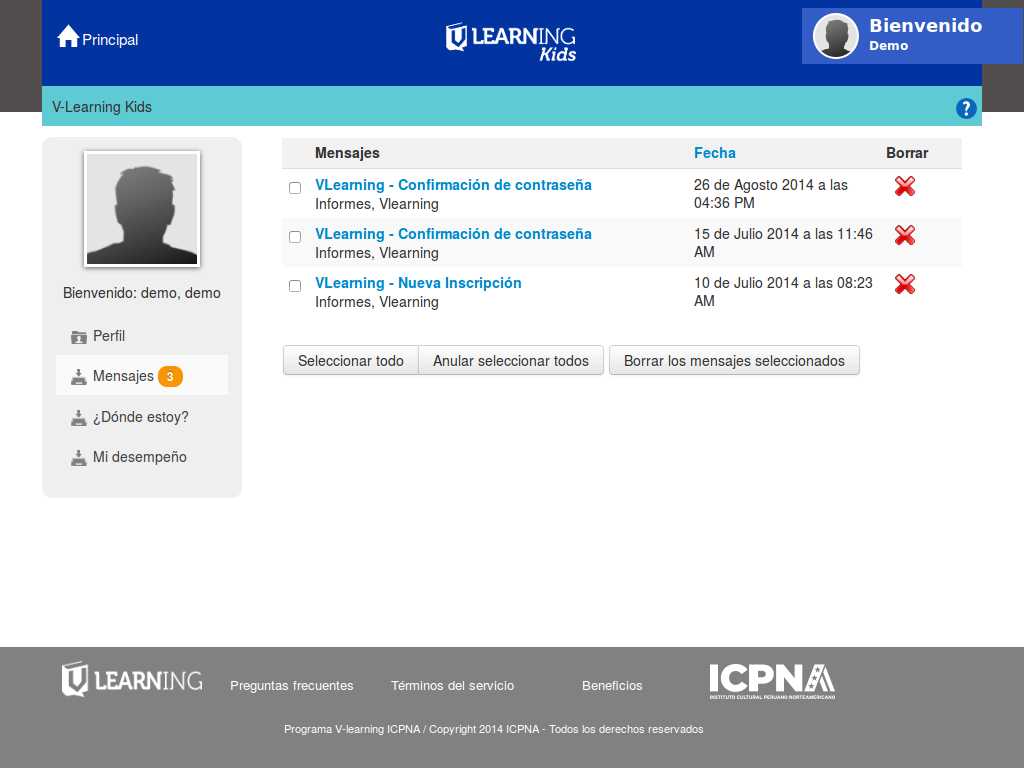 Principal
LEARNING
Kids
Bienvenido
Demo
V-Learning Kids
?
Mensajes Fecha Borrar
VLearning - Confirmación de contraseña 26 de Agosto 2014 a las
Informes, Vlearning 04:36 PM
VLearning - Confirmación de contraseña 15 de Julio 2014 a las 11:46
Informes, Vlearning AM
VLearning - Nueva Inscripción 10 de Julio 2014 a las 08:23
Informes, Vlearning AM
Seleccionar todo Anular seleccionar todos Borrar los mensajes seleccionados
Bienvenido: demo, demo
Perfil
Mensajes 3
¿Dónde estoy?
Mi desempeño
LEARNING
Preguntas frecuentes Términos del servicio Beneficios
ICPNA
INSTITUTO CULTURAL PERUANO NORTEAMERICANO
Programa V-learning ICPNA / Copyright 2014 ICPNA - Todos los derechos reservados